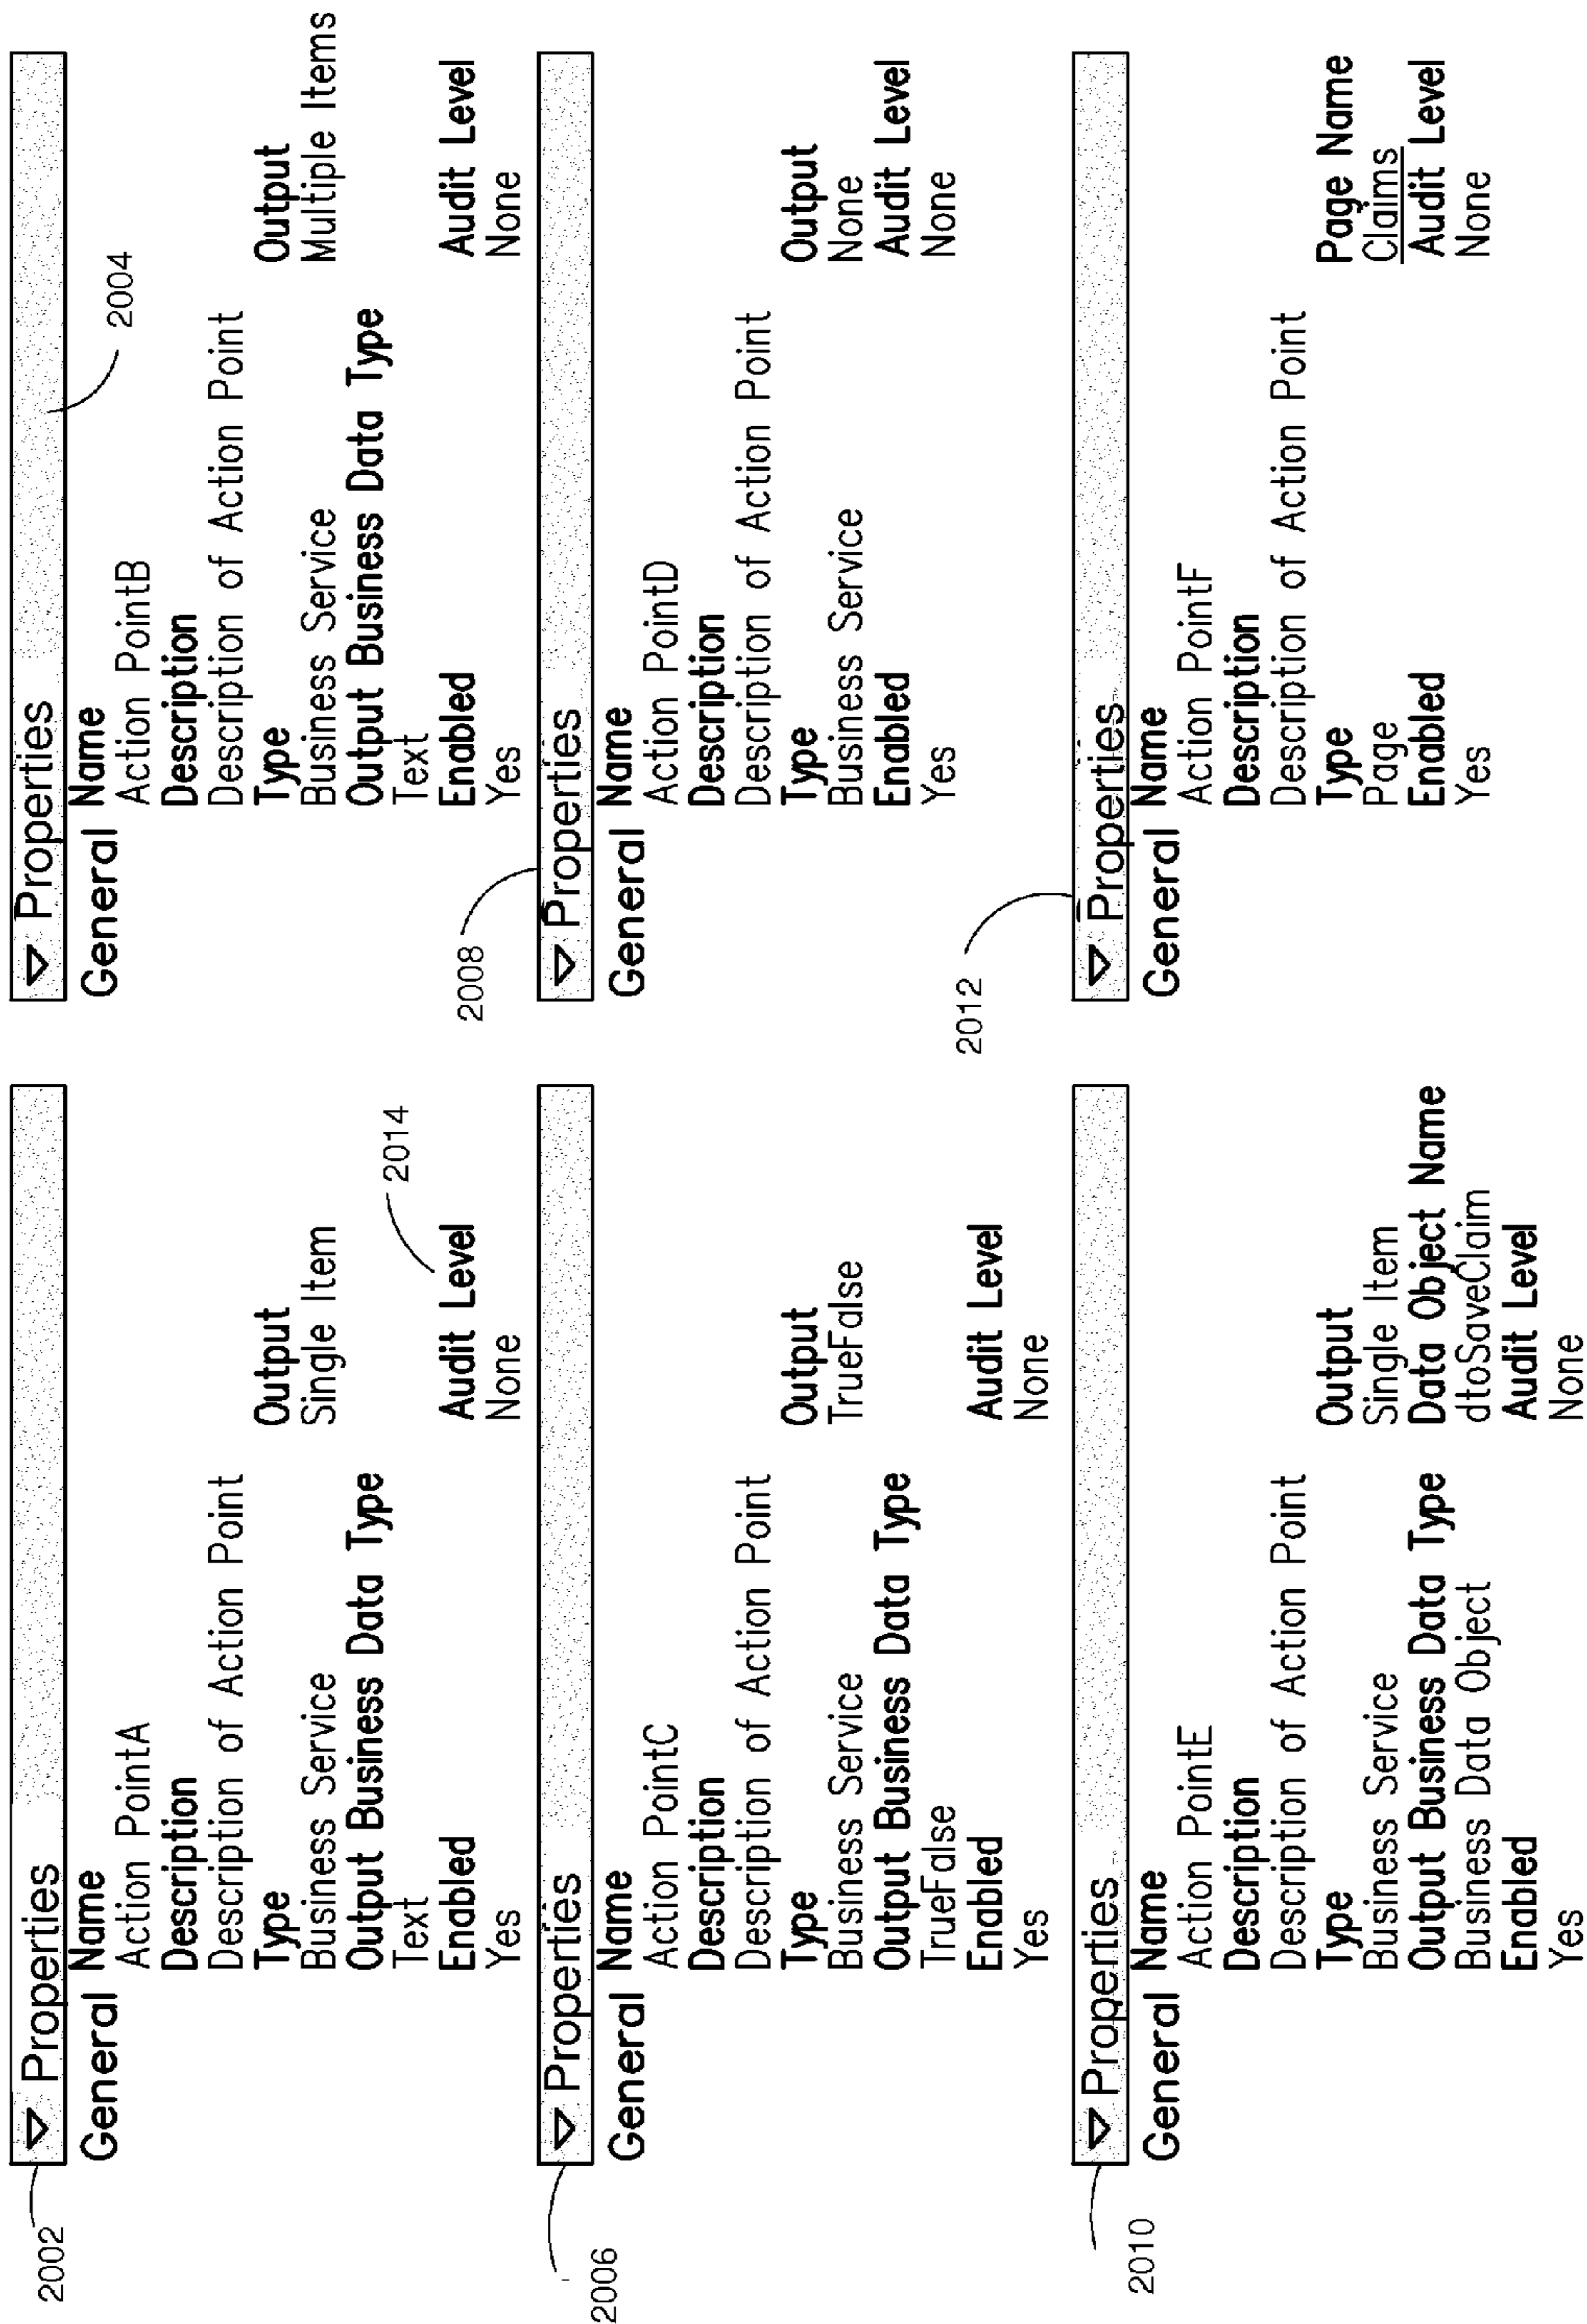 2002
▽ Properties
General Name
Action PointA
Description
Description of Action Point
Type Output
Business Service Single Item
Output Business Data Type
Text
2014
Enabled Audit Level
Yes None
▽ Properties
2004
General Name
Action PointB
Description
Description of Action Point
Type Output
Business Service Multiple Items
Output Business Data Type
Text
Enabled Audit Level
Yes None
2006
▽ Properties
General Name
Action PointC
Description
Description of Action Point
Type Output
Business Service TrueFalse
Output Business Data Type
TrueFalse
Enabled Audit Level
Yes None
2008
▽ Properties
General Name
Action PointD
Description
Description of Action Point
Type Output
Business Service None
Enabled Audit Level
Yes None
2010
▽ Properties
General Name
Action PointE
Description
Description of Action Point
Type Output
Business Service Single Item
Output Business Data Type Data Object Name
Business Data Object dtoSaveClaim
Enabled Audit Level
Yes None
2012
▽ Properties
General Name
Action PointF
Description
Description of Action Point
Type Page Name
Page Claims
Enabled Audit Level
Yes None